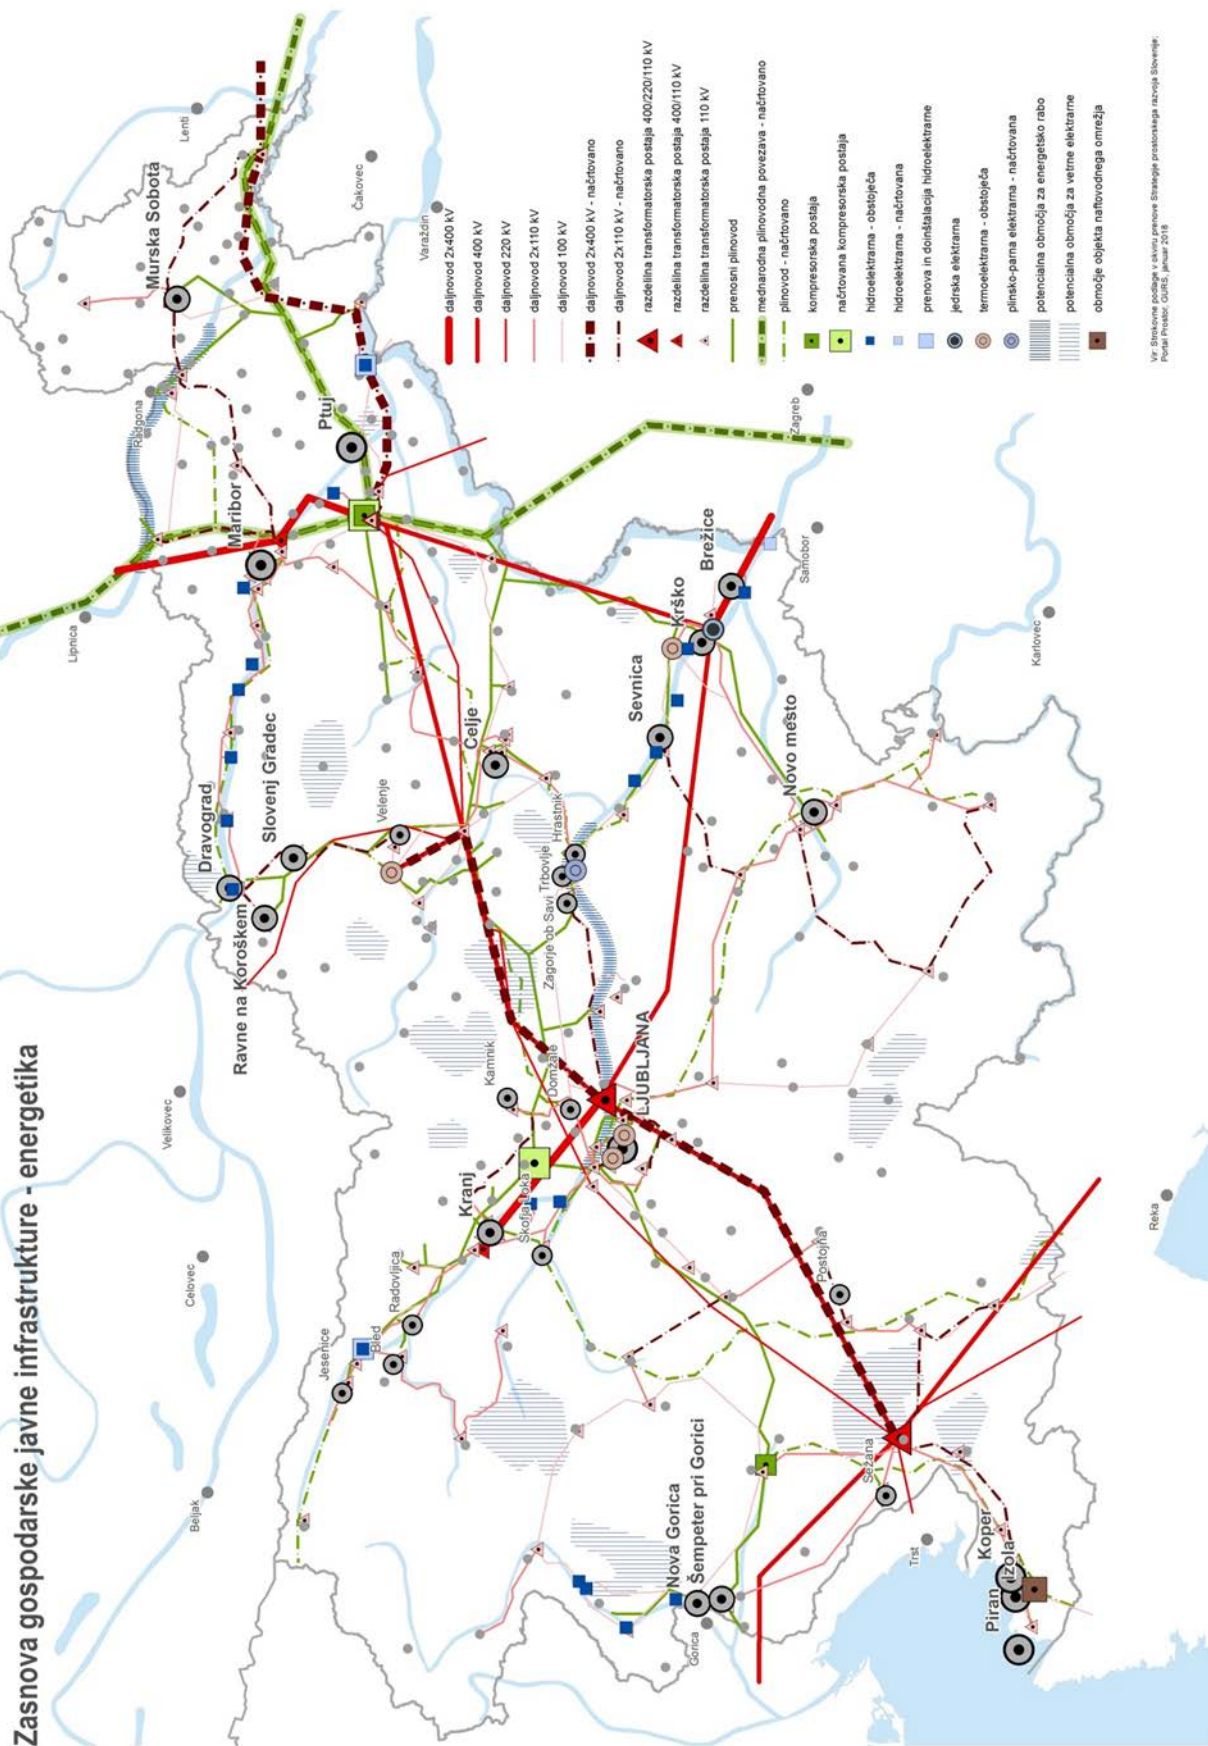 Zasnova gospodarske javne infrastrukture - energetika
Lenti
Murska Sobota
Čakovec
Varaždin
Radgona
Ptuj
Maribor
Lipnica
Zagreb
Brežice
Samobor
Krško
Karlovec
Sevnica
Celje
Novo mesto
Slovenj Gradec
Dravograd
Velenje
Hrastnik
Trbovlje
Zagorje ob Savi
Ravne na Koroškem
LJUBLJANA
Domžale
Kamnik
Velikovec
Kranj
Škofja Loka
Radovljica
Celovec
Reka
Postojna
Bled
Jesenice
Beljak
Sežana
Nova Gorica
Šempeter pri Gorici
Gorica
Trst
Koper
Izola
Piran
daljnovod 2x400 kV
daljnovod 400 kV
daljnovod 220 kV
daljnovod 2x110 kV
daljnovod 100 kV
daljnovod 2x400 kV - načrtovano
daljnovod 2x110 kV - načrtovano
razdelilna transformatorska postaja 400/220/110 kV
razdelilna transformatorska postaja 400/110 kV
razdelilna transformatorska postaja 110 kV
prenosni plinovod
mednarodna plinovodna povezava - načrtovano
plinovod - načrtovano
kompresorska postaja
načrtovana kompresorska postaja
hidroelektrarna - obstoječa
hidroelektrarna - načrtovana
prenova in doinštalacija hidroelektrarne
jedrska elektrarna
termoelektrarna - obstoječa
plinsko-parna elektrarna - načrtovana
potencialna območja za energetsko rabo
potencialna območja za vetrne elektrarne
območje objekta naftovodnega omrežja
Vir: Strokovne podlage v okviru prenove Strategije prostorskega razvoja Slovenije;
Portal Prostor, GURS, januar 2018